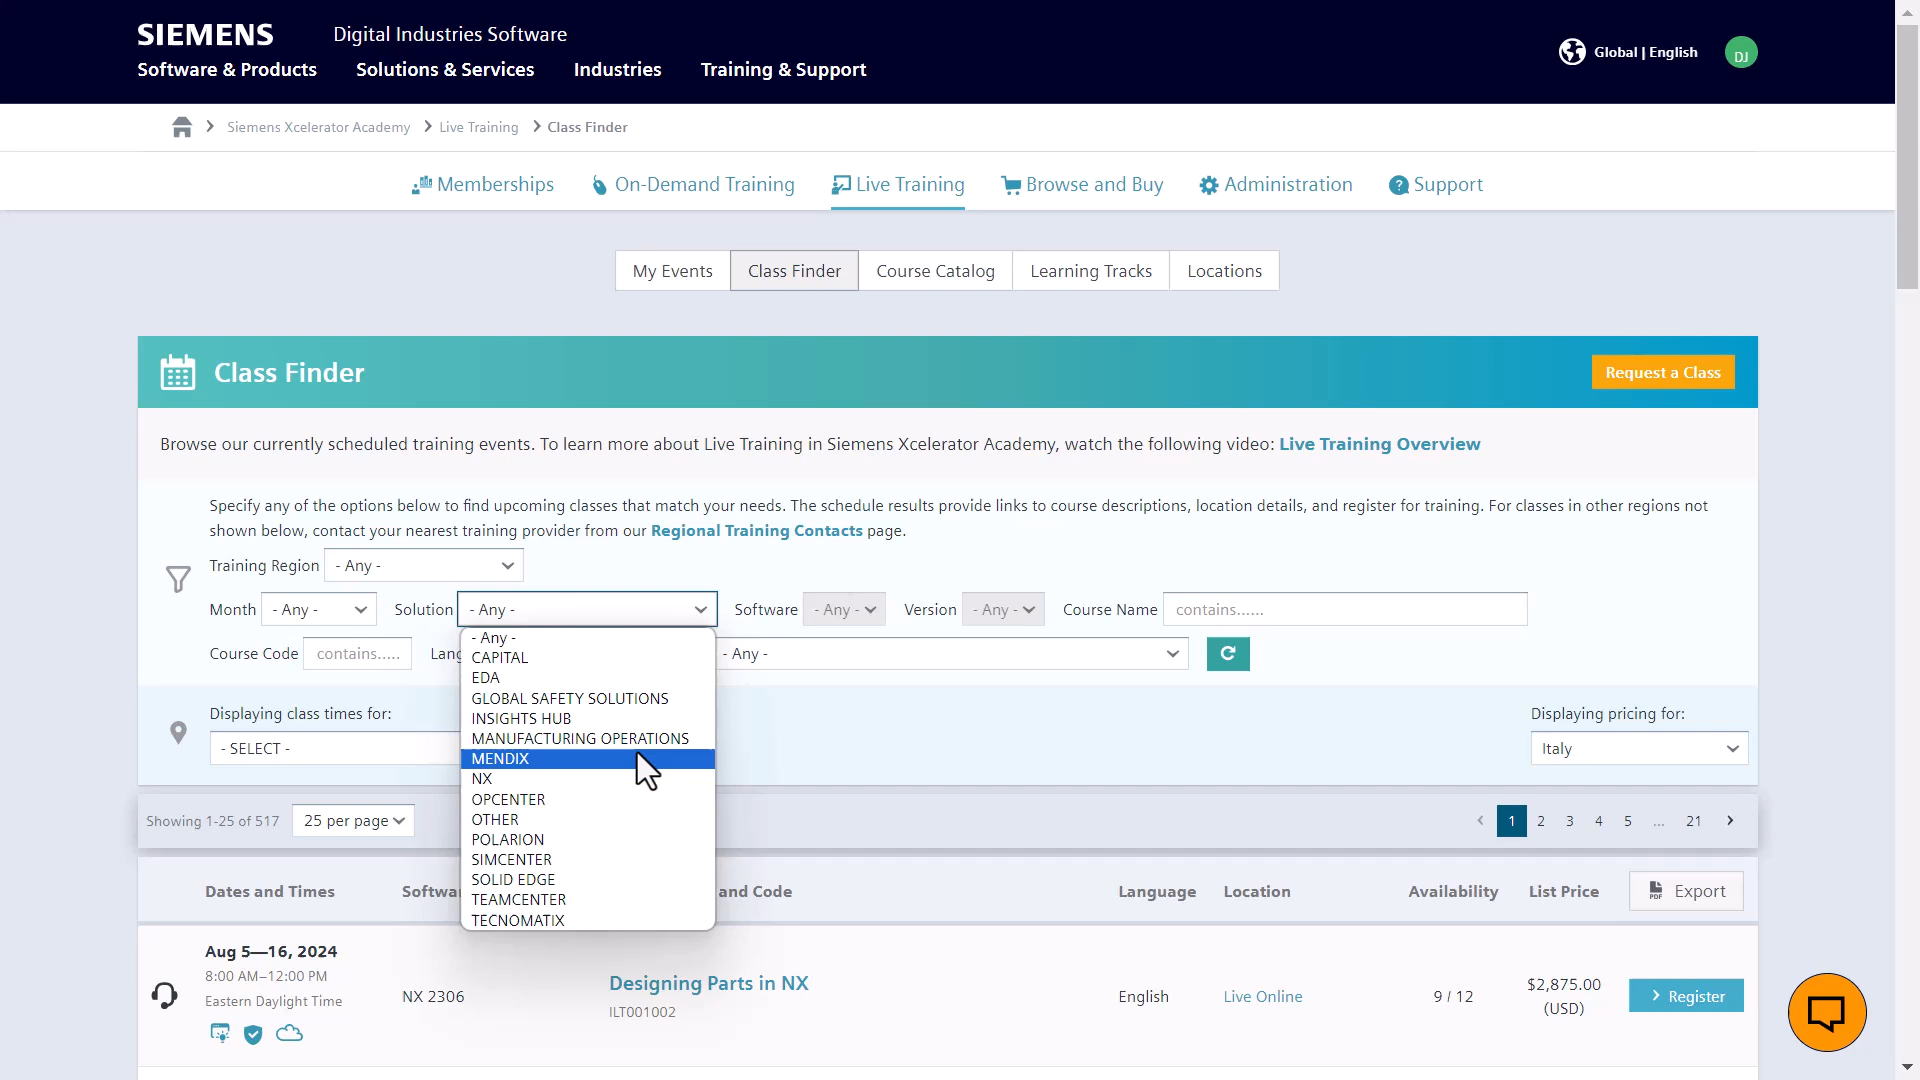 SIEMENS Digital Industries Software
Software & Products Solutions & Services Industries Training & Support
Global | English DJ
Siemens Xcelerator Academy Live Training Class Finder
Memberships On-Demand Training Live Training Browse and Buy Administration Support
My Events Class Finder Course Catalog Learning Tracks Locations
Class Finder Request a Class
Browse our currently scheduled training events. To learn more about Live Training in Siemens Xcelerator Academy, watch the following video: Live Training Overview
Specify any of the options below to find upcoming classes that match your needs. The schedule results provide links to course descriptions, location details, and register for training. For classes in other regions not
shown below, contact your nearest training provider from our Regional Training Contacts page.
Training Region - Any -
Month - Any - Solution - Any - Software - Any - Version - Any - Course Name contains......
Course Code contains..... - Any -
- Any -
CAPITAL
EDA
GLOBAL SAFETY SOLUTIONS
INSIGHTS HUB
MANUFACTURING OPERATIONS
MENDIX
NX
OPCENTER
OTHER
POLARION
SIMCENTER
SOLID EDGE
TEAMCENTER
TECNOMATIX
Displaying class times for: Displaying pricing for:
- SELECT - Italy
Showing 1-25 of 517 25 per page 1 2 3 4 5 ... 21
Dates and Times and Code Language Location Availability List Price PDF Export
Aug 5—16, 2024
8:00 AM–12:00 PM
Eastern Daylight Time
NX 2306
Designing Parts in NX
ILT001002
English Live Online 9 / 12
$2,875.00
(USD)
Register